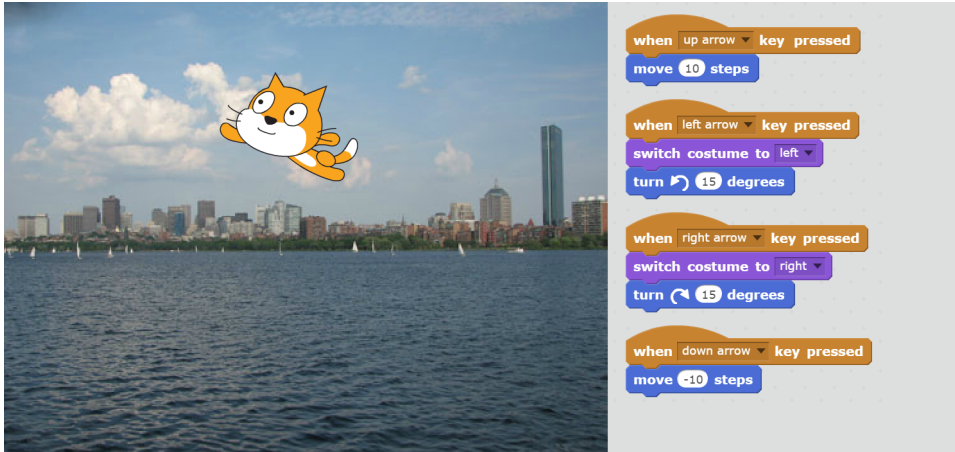 when up arrow key pressed
move 10 steps
when left arrow key pressed
switch costume to left
turn 15 degrees
when right arrow key pressed
switch costume to right
turn 15 degrees
when down arrow key pressed
move -10 steps